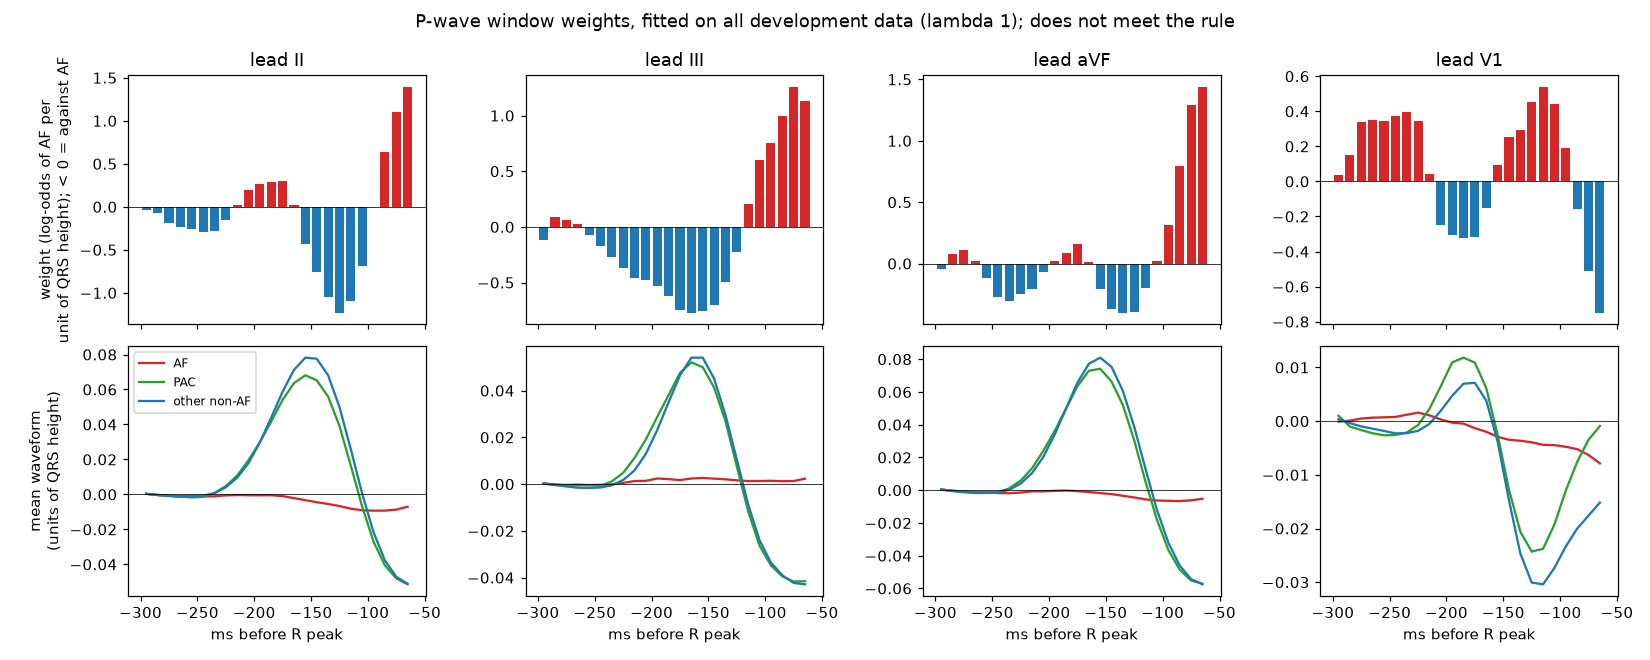 P-wave window weights, fitted on all development data (lambda 1); does not meet the rule
lead II
lead III
lead aVF
lead V1
weight (log-odds of AF per
unit of QRS height); < 0 = against AF
1.5
1.0
0.5
0.0
−0.5
−1.0
1.0
0.5
0.0
−0.5
1.5
1.0
0.5
0.0
0.6
0.4
0.2
0.0
−0.2
−0.4
−0.6
−0.8
mean waveform
(units of QRS height)
0.08
0.06
0.04
0.02
0.00
−0.02
−0.04
AF
PAC
other non-AF
0.04
0.02
0.00
−0.02
−0.04
0.08
0.06
0.04
0.02
0.00
−0.02
−0.04
−0.06
0.01
0.00
−0.01
−0.02
−0.03
−300 −250 −200 −150 −100 −50
−300 −250 −200 −150 −100 −50
−300 −250 −200 −150 −100 −50
−300 −250 −200 −150 −100 −50
ms before R peak
ms before R peak
ms before R peak
ms before R peak